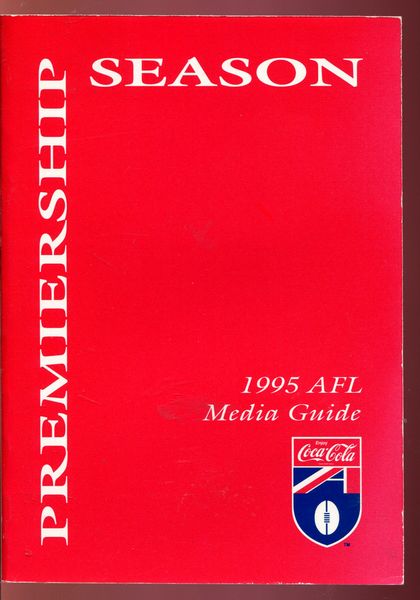 PREMIERSHIP
SEASON
1995 AFL
Media Guide
Enjoy
Coca-Cola